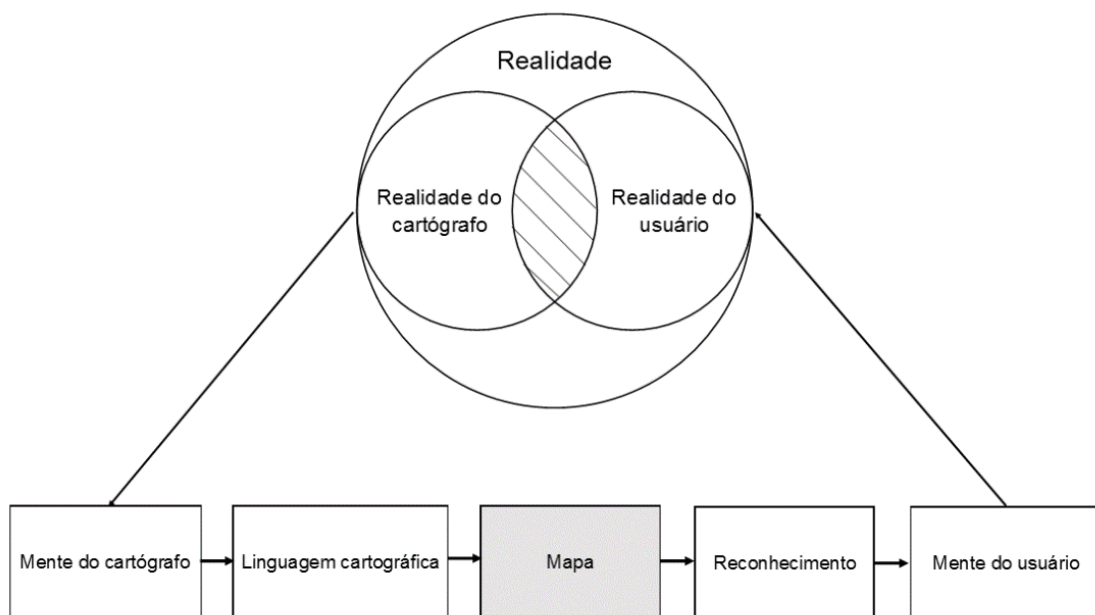 Realidade
Realidade do
cartógrafo
Realidade do
usuário
Mente do cartógrafo
Linguagem cartográfica
Mapa
Reconhecimento
Mente do usuário